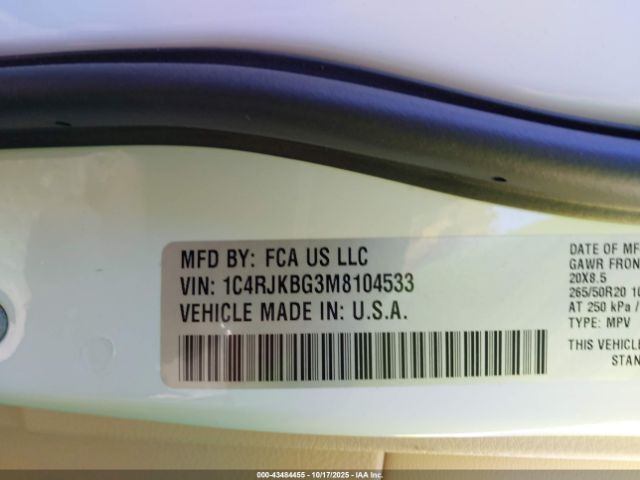 MFD BY: FCA US LLC
VIN: 1C4RJKBG3M8104533
VEHICLE MADE IN: U.S.A.
DATE OF MF
GAWR FRON
20X8.5
265/50R20 10
AT 250 kPa /
TYPE: MPV
THIS VEHICLE
STAN
000-43484455 - 10/17/2025 - IAA Inc.